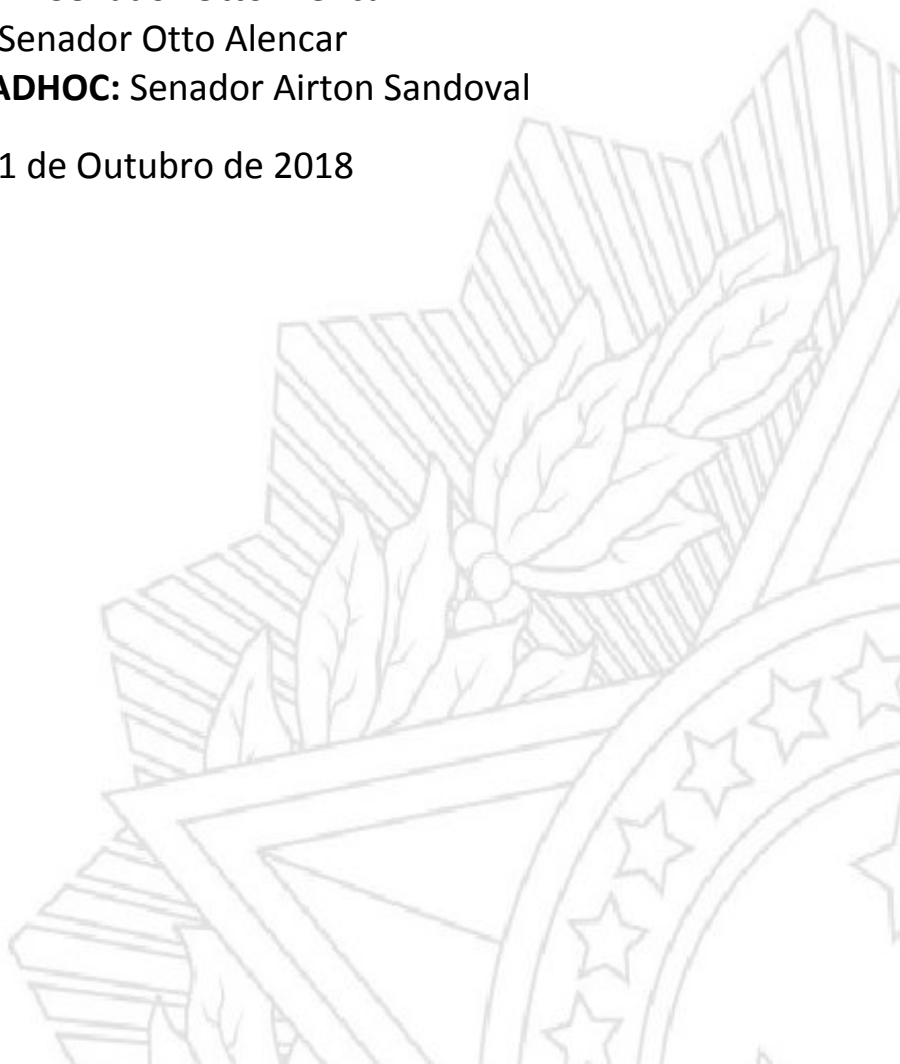 Senador Otto Alencar
ADHOC: Senador Airton Sandoval
1 de Outubro de 2018